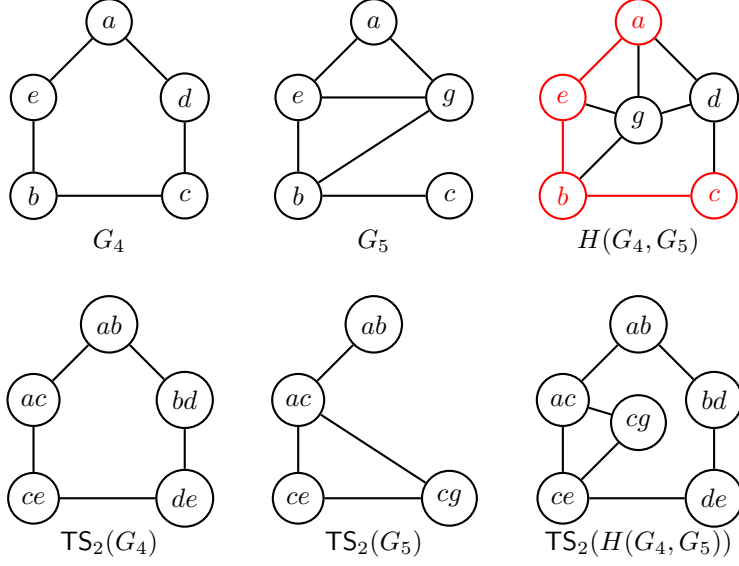 a a a
e d e g e g d
b c b c b c
G₄ G₅ H(G₄, G₅)
ab ab ab
ac bd ac ac cg bd
ce de ce cg ce de
TS₂(G₄) TS₂(G₅) TS₂(H(G₄, G₅))